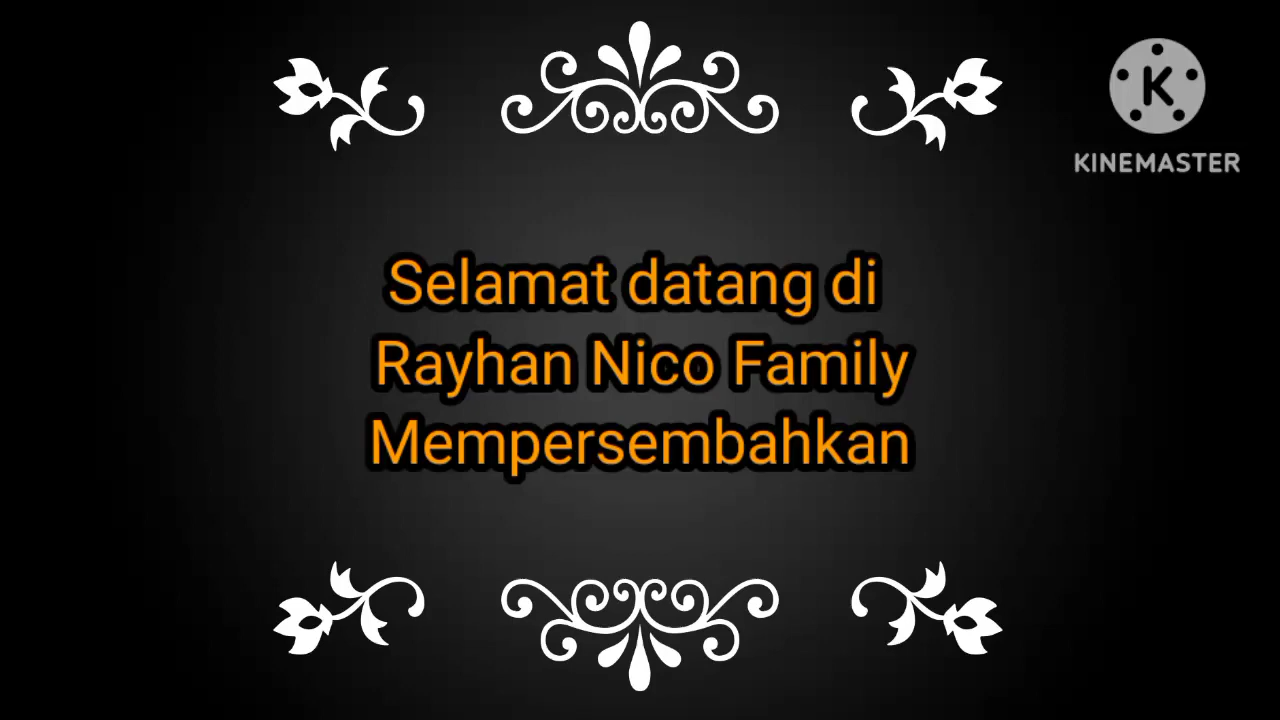 KINEMASTER
Selamat datang di
Rayhan Nico Family
Mempersembahkan